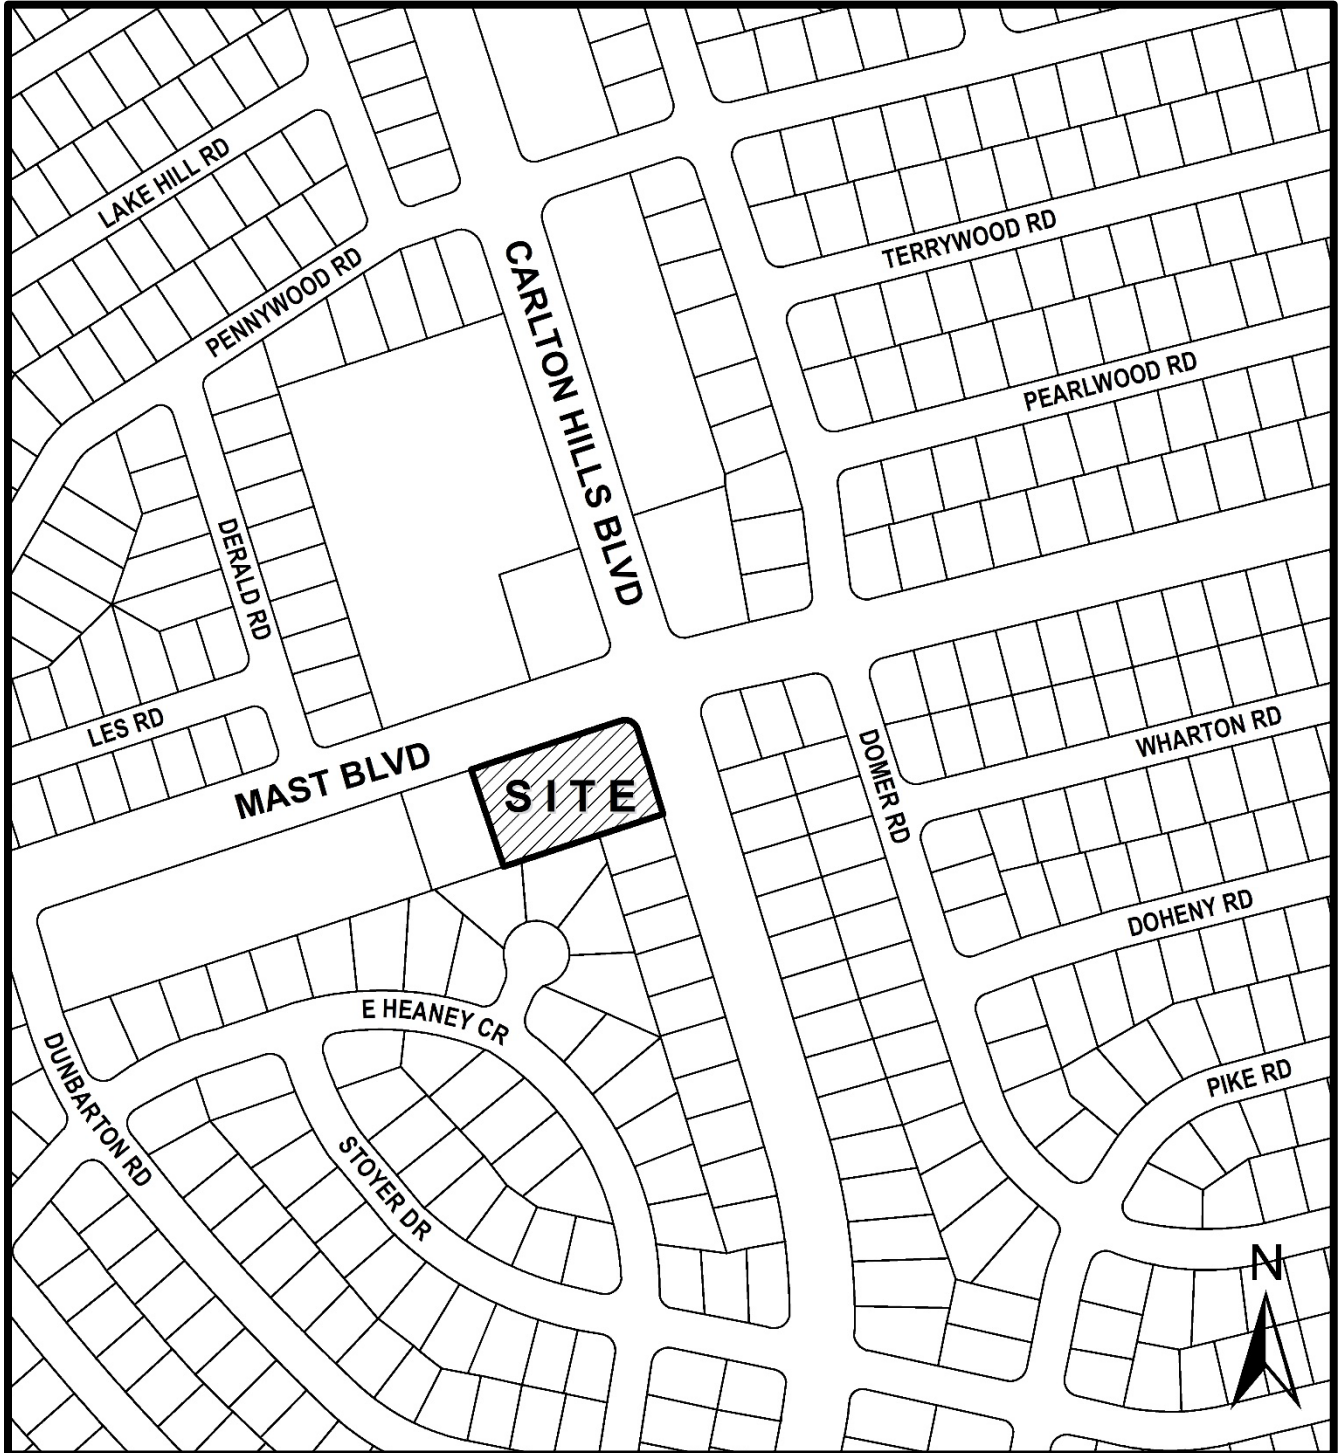 LAKE HILL RD
PENNYWOOD RD
CARLTON HILLS BLVD
TERRYWOOD RD
PEARLWOOD RD
DERALD RD
LES RD
MAST BLVD
SITE
DOMER RD
WHARTON RD
DOHENY RD
E HEANEY CR
DUNBARTON RD
STOYER DR
PIKE RD
N